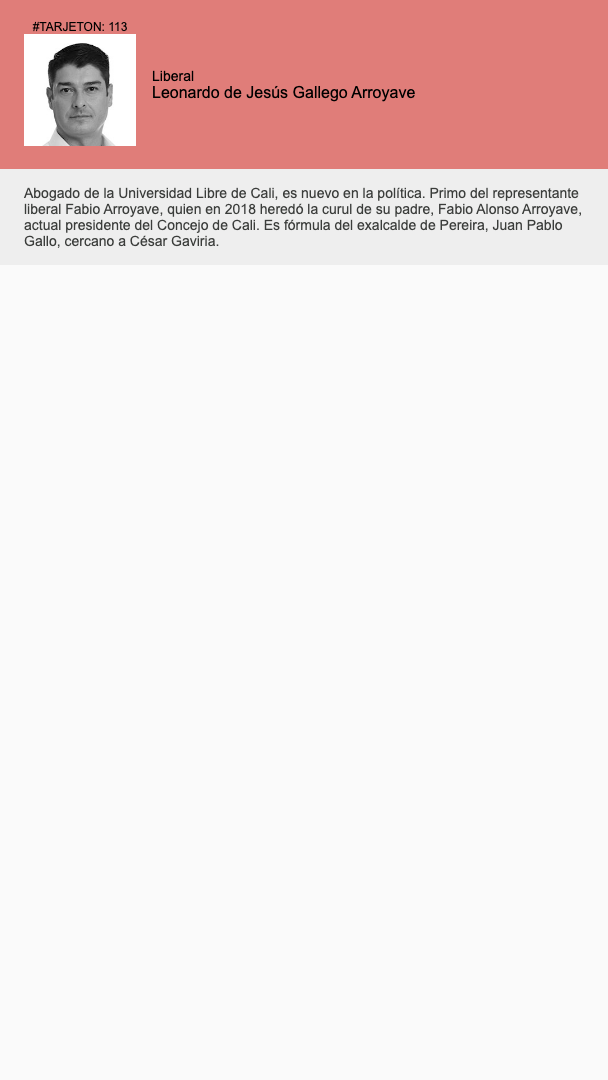 #TARJETON: 113
Liberal
Leonardo de Jesús Gallego Arroyave
Abogado de la Universidad Libre de Cali, es nuevo en la política. Primo del representante
liberal Fabio Arroyave, quien en 2018 heredó la curul de su padre, Fabio Alonso Arroyave,
actual presidente del Concejo de Cali. Es fórmula del exalcalde de Pereira, Juan Pablo
Gallo, cercano a César Gaviria.